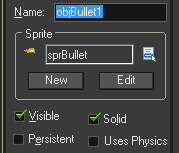 Name: objBullet1
Sprite
sprBullet
New Edit
Visible Solid
Persistent Uses Physics